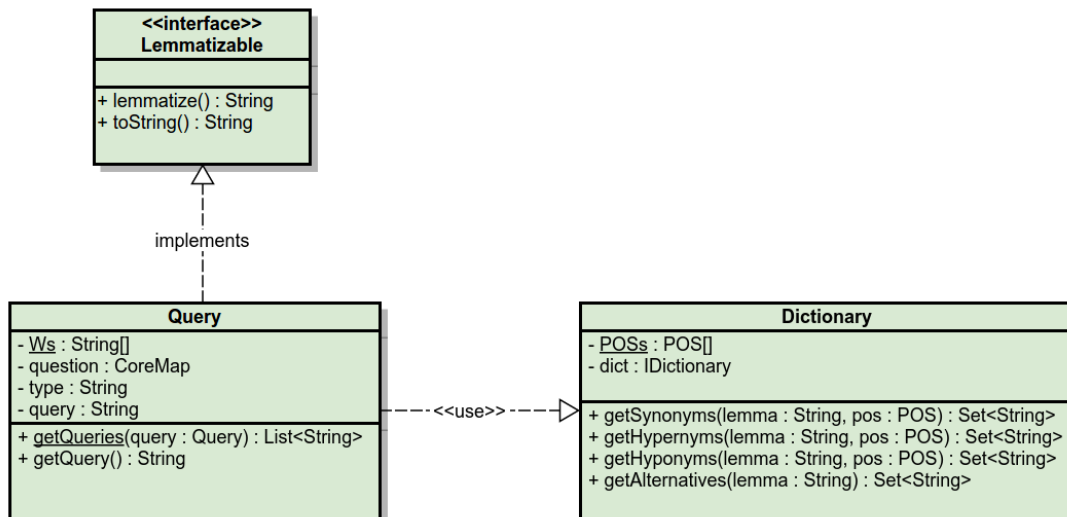 <<interface>>
Lemmatizable
+ lemmatize() : String
+ toString() : String
implements
Query
- Ws : String[]
- question : CoreMap
- type : String
- query : String
+ getQueries(query : Query) : List<String>
+ getQuery() : String
<<use>>
Dictionary
- POSs : POS[]
- dict : IDictionary
+ getSynonyms(lemma : String, pos : POS) : Set<String>
+ getHypernyms(lemma : String, pos : POS) : Set<String>
+ getHyponyms(lemma : String, pos : POS) : Set<String>
+ getAlternatives(lemma : String) : Set<String>